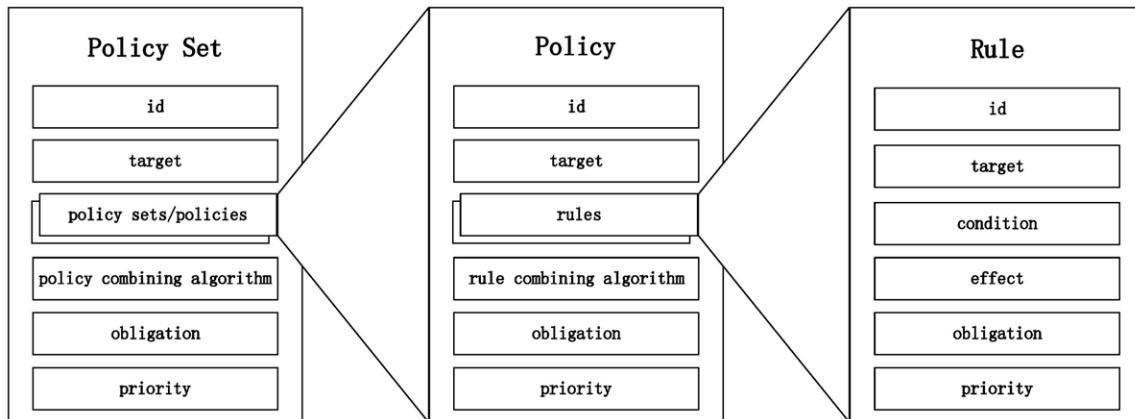 Policy Set
id
target
policy sets/policies
policy combining algorithm
obligation
priority
Policy
id
target
rules
rule combining algorithm
obligation
priority
Rule
id
target
condition
effect
obligation
priority